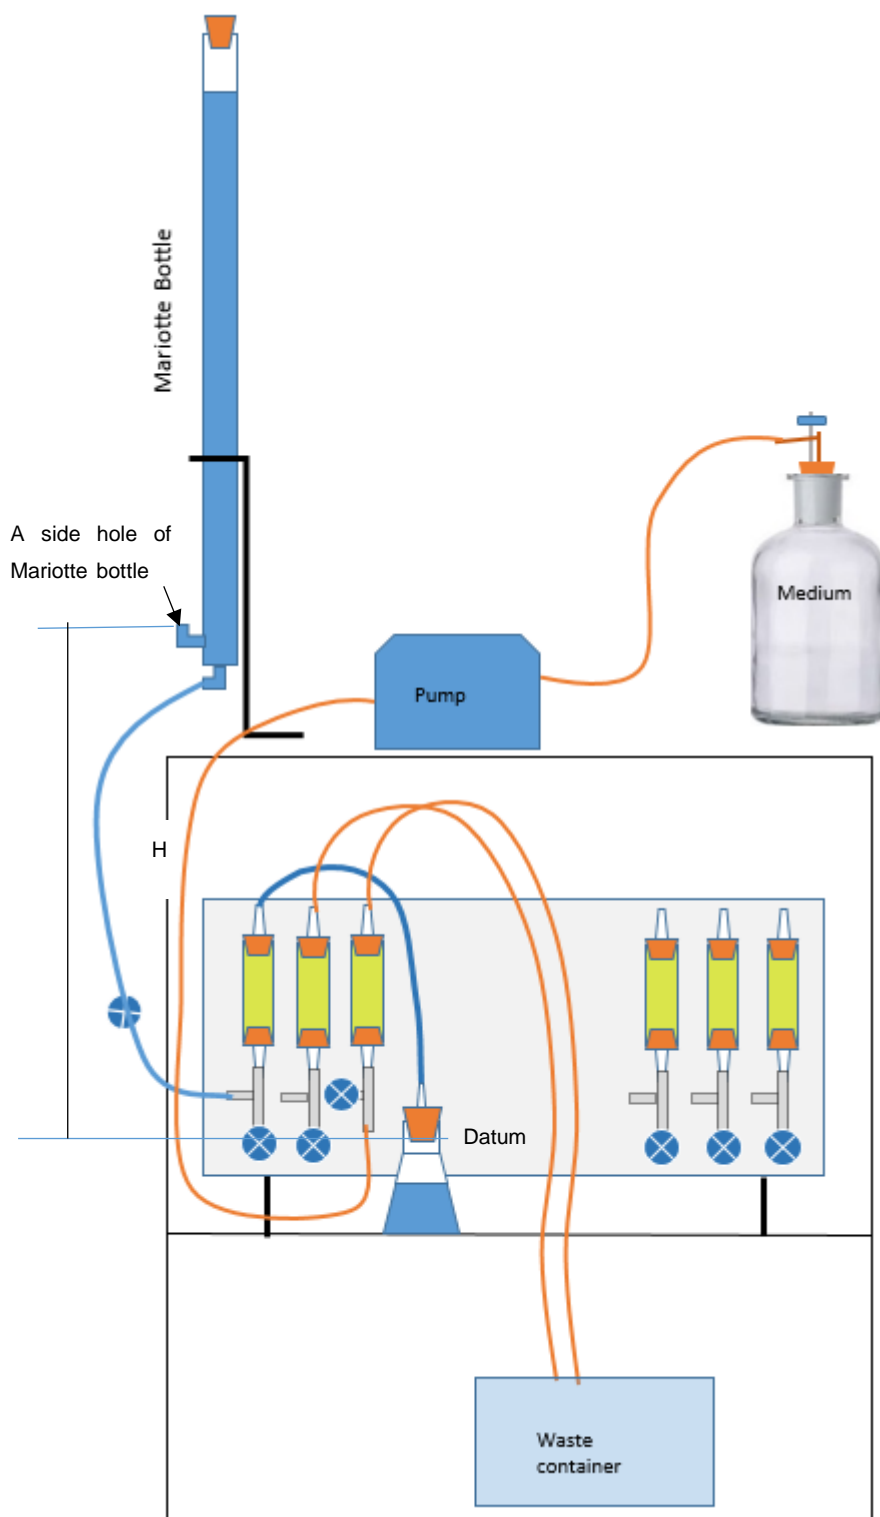 Mariotte Bottle
A side hole of
Mariotte bottle
Medium
Pump
H
Datum
Waste
container